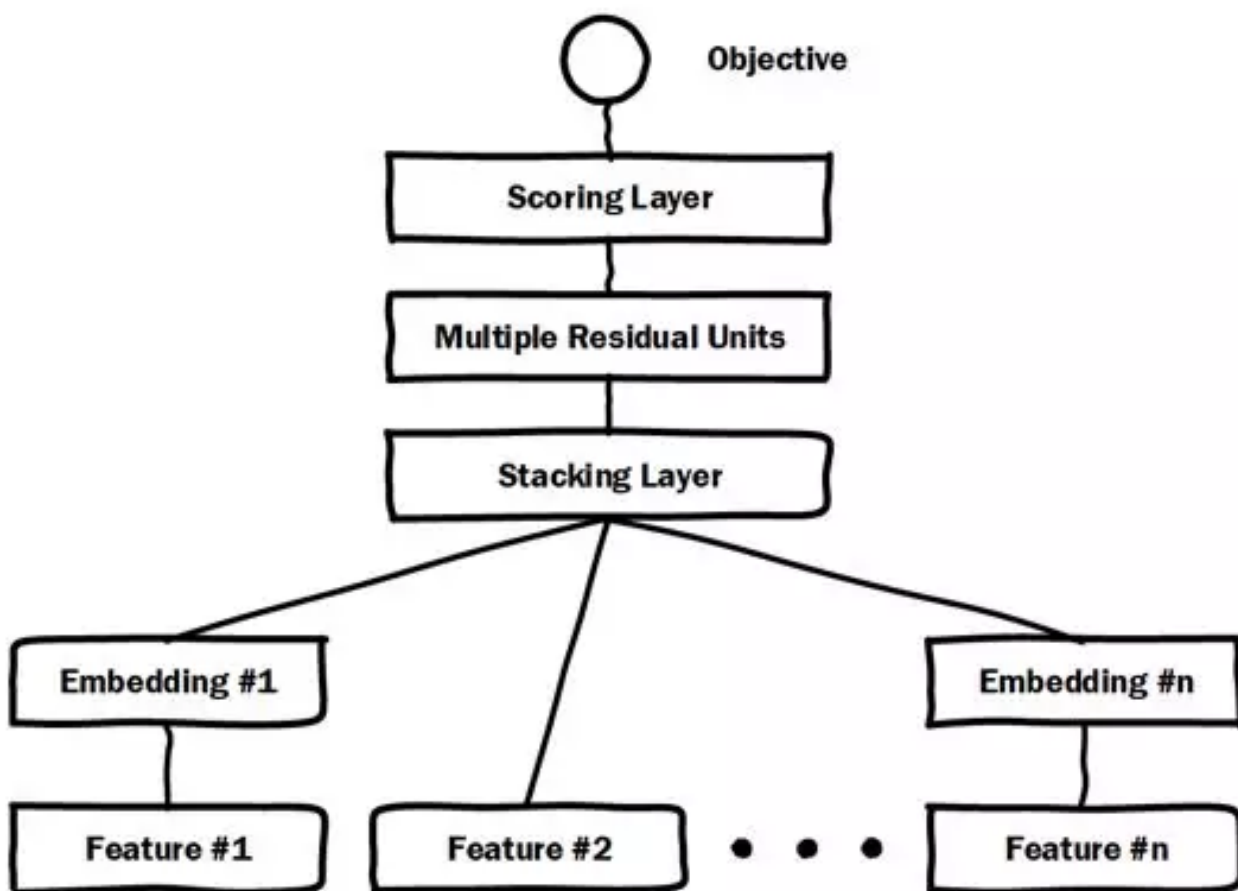 Objective
Scoring Layer
Multiple Residual Units
Stacking Layer
Embedding #1
Embedding #n
Feature #1
Feature #2
Feature #n